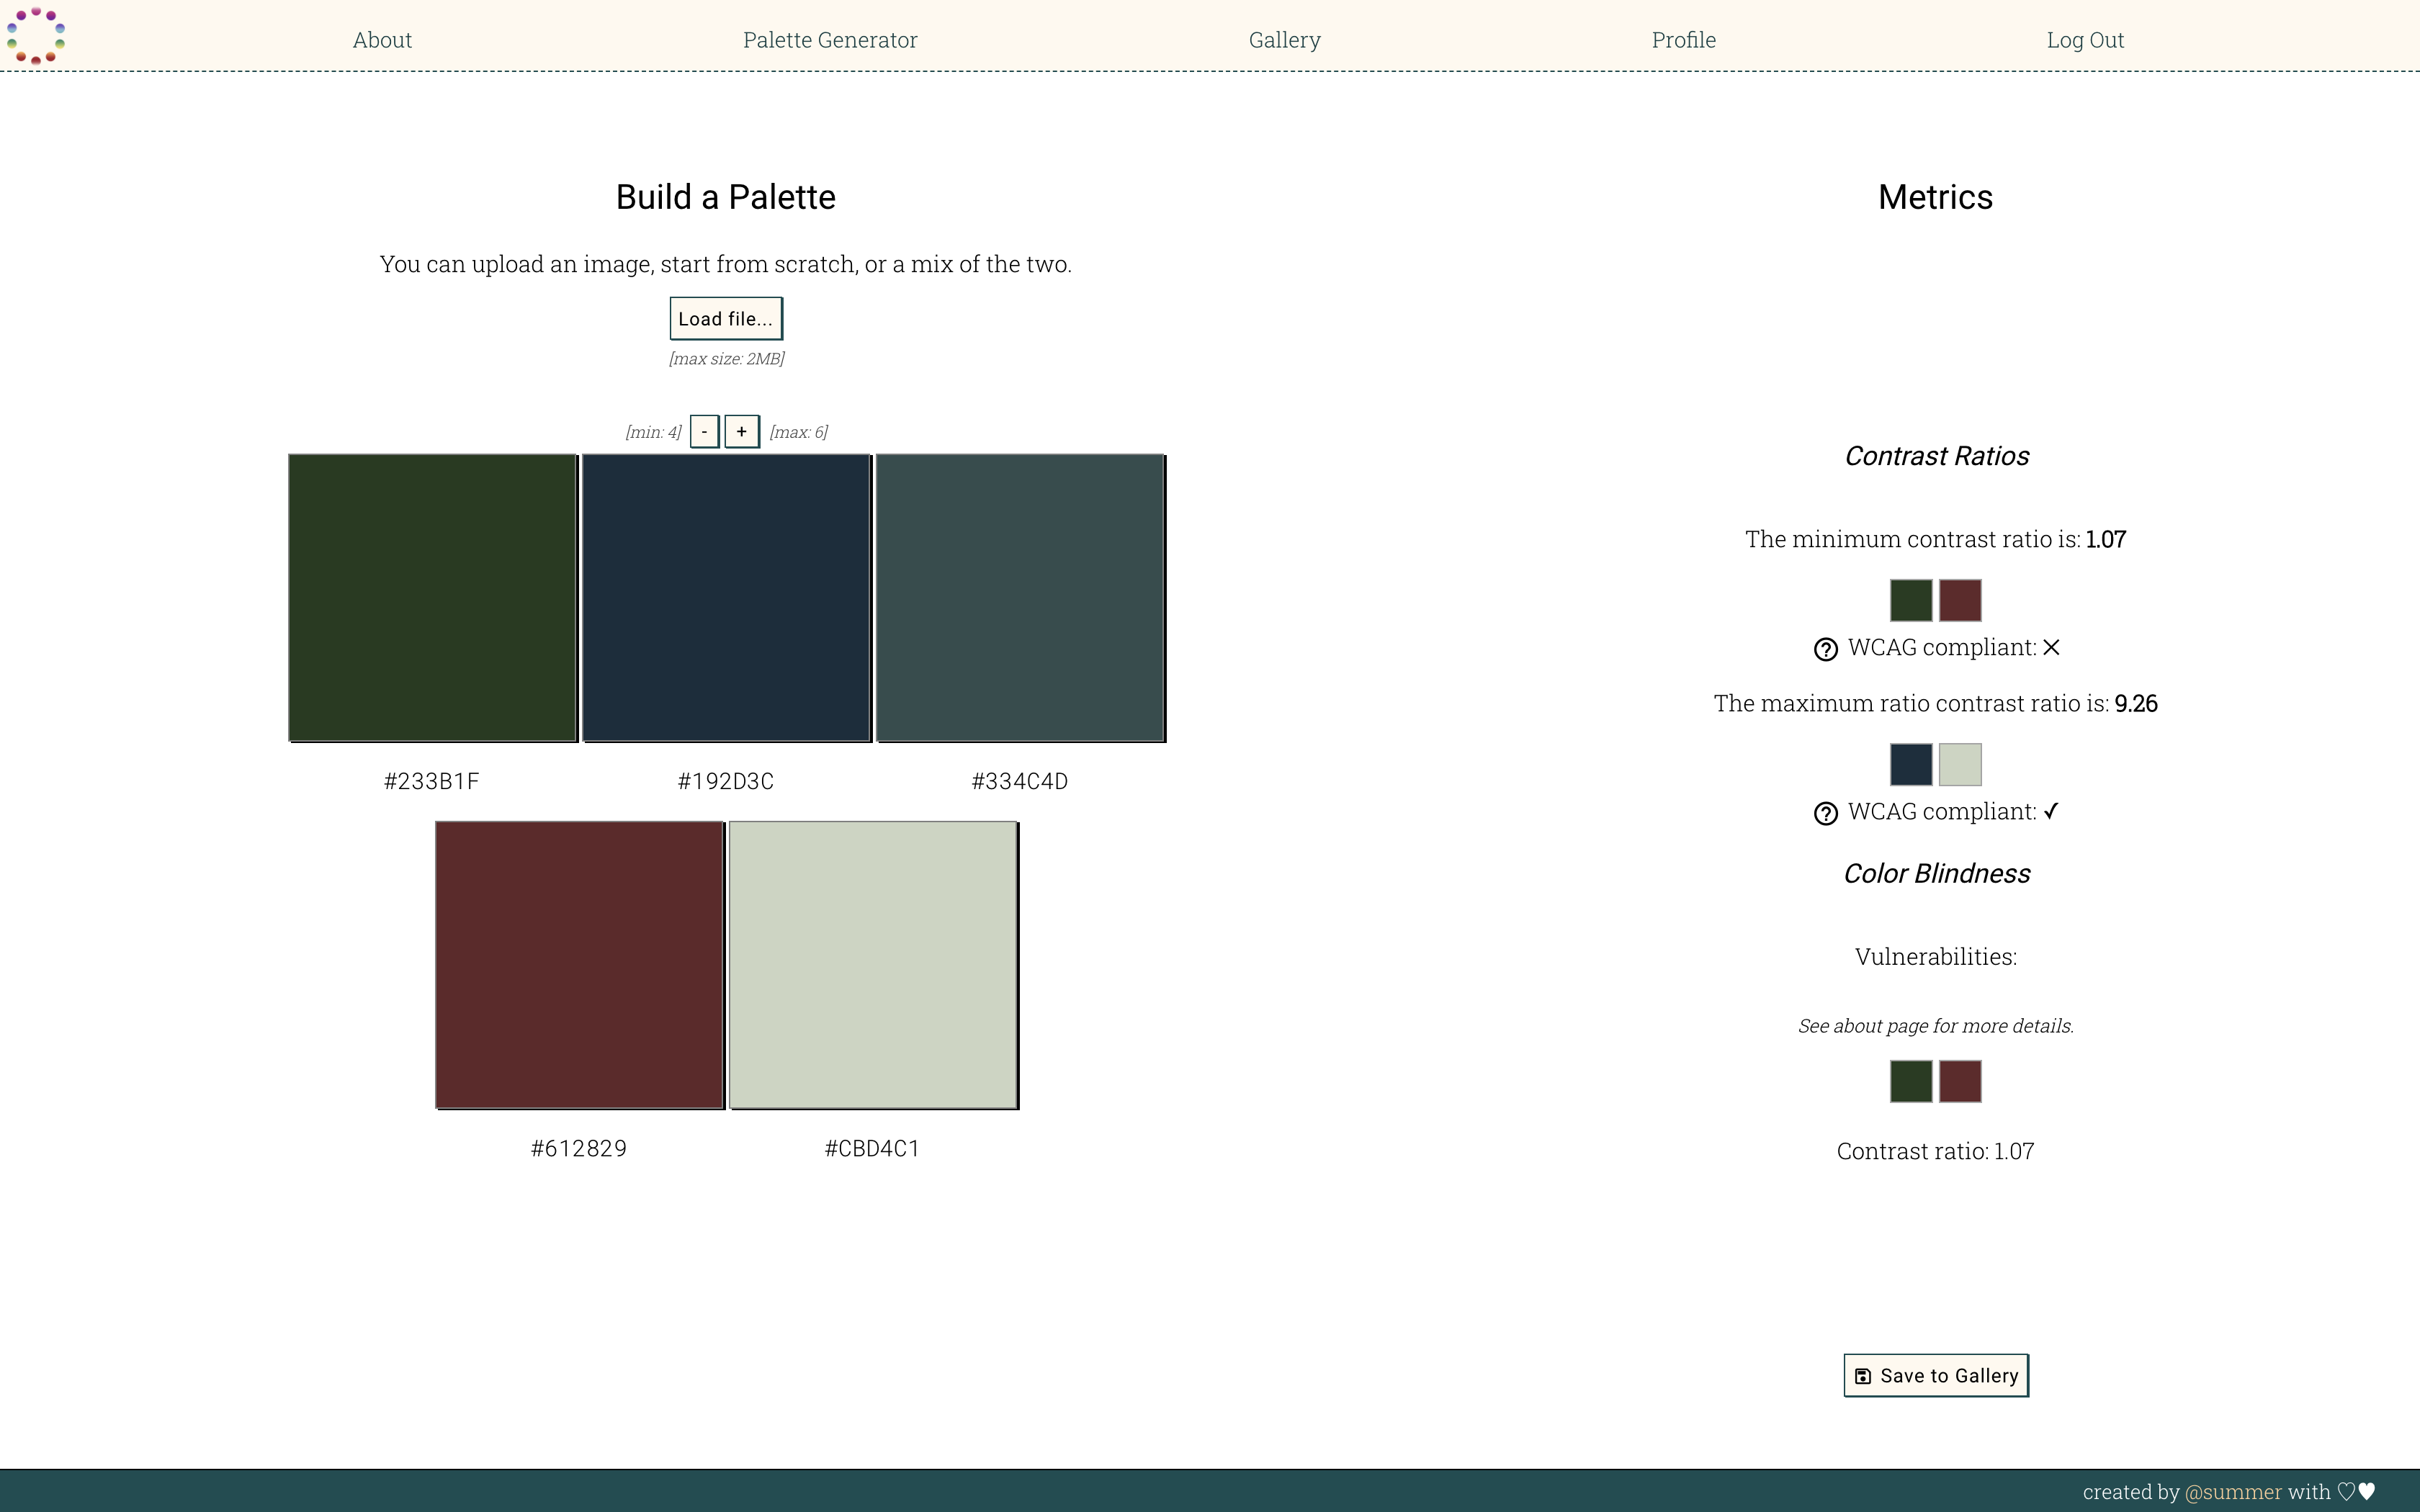 About
Palette Generator
Gallery
Profile
Log Out
Build a Palette
You can upload an image, start from scratch, or a mix of the two.
Load file...
[max size: 2MB]
[min: 4] - + [max: 6]
#233B1F
#192D3C
#334C4D
#612829
#CBD4C1
Metrics
Contrast Ratios
The minimum contrast ratio is: 1.07
WCAG compliant: ✕
The maximum ratio contrast ratio is: 9.26
WCAG compliant: ✓
Color Blindness
Vulnerabilities:
See about page for more details.
Contrast ratio: 1.07
Save to Gallery
created by @summer with ♡♥